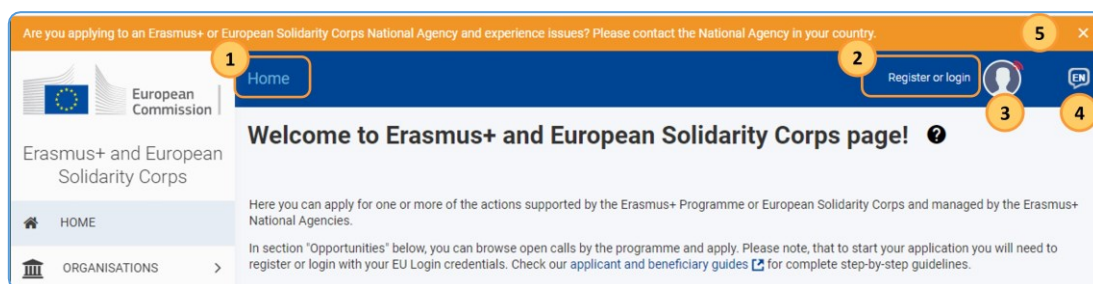 Are you applying to an Erasmus+ or European Solidarity Corps National Agency and experience issues? Please contact the National Agency in your country.
5
1
2
Home
Register or login
EN
3
4
European
Commission
Welcome to Erasmus+ and European Solidarity Corps page!
Erasmus+ and European
Solidarity Corps
Here you can apply for one or more of the actions supported by the Erasmus+ Programme or European Solidarity Corps and managed by the Erasmus+
National Agencies.
HOME
In section "Opportunities" below, you can browse open calls by the programme and apply. Please note, that to start your application you will need to
register or login with your EU Login credentials. Check our applicant and beneficiary guides for complete step-by-step guidelines.
ORGANISATIONS